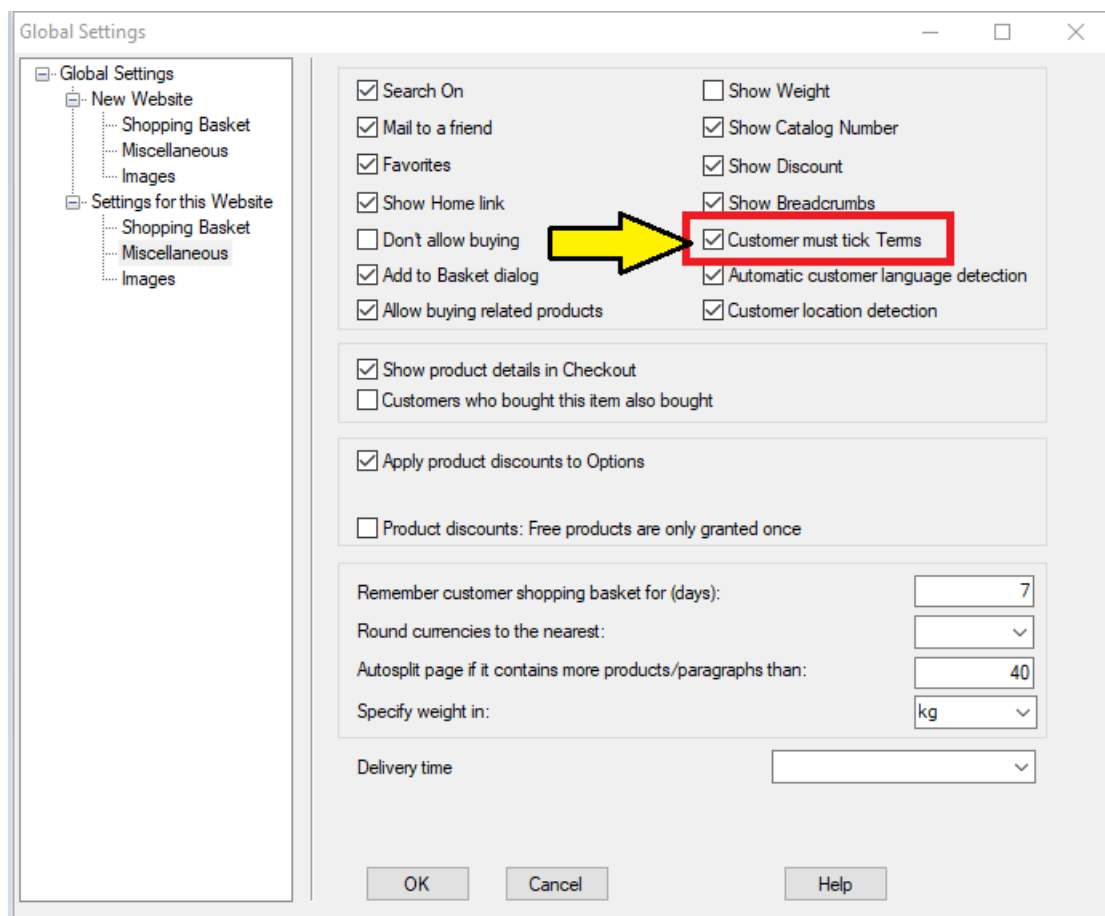 Global Settings
Global Settings
New Website
Shopping Basket
Miscellaneous
Images
Settings for this Website
Shopping Basket
Miscellaneous
Images
Search On
Show Weight
Mail to a friend
Show Catalog Number
Favorites
Show Discount
Show Home link
Show Breadcrumbs
Don't allow buying
Customer must tick Terms
Add to Basket dialog
Automatic customer language detection
Allow buying related products
Customer location detection
Show product details in Checkout
Customers who bought this item also bought
Apply product discounts to Options
Product discounts: Free products are only granted once
Remember customer shopping basket for (days): 7
Round currencies to the nearest:
Autosplit page if it contains more products/paragraphs than: 40
Specify weight in: kg
Delivery time
OK Cancel Help